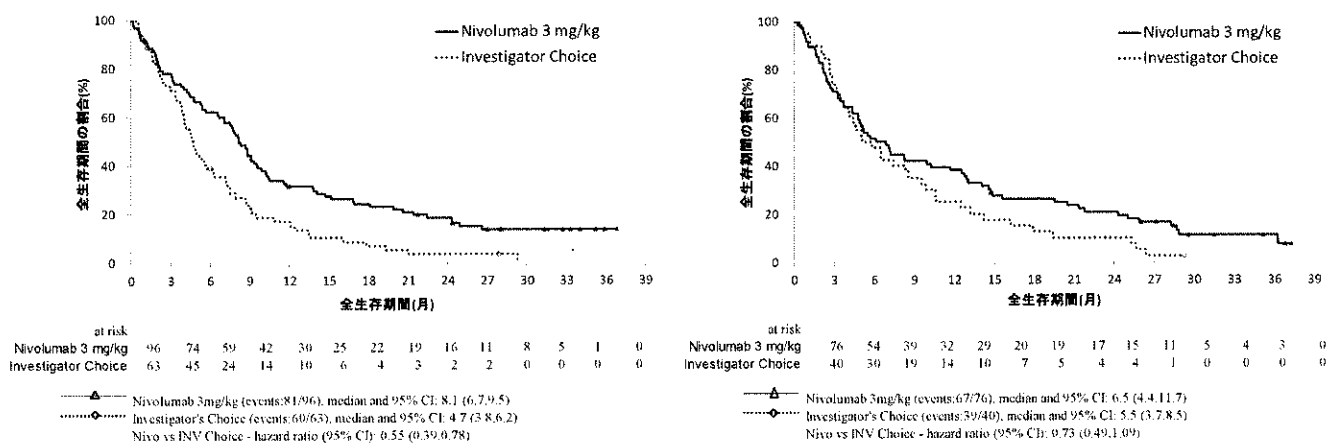 Nivolumab 3 mg/kg
Investigator Choice
全生存期間の割合(%)
100
80
60
40
20
0
0 3 6 9 12 15 18 21 24 27 30 33 36 39
全生存期間(月)
at risk
Nivolumab 3 mg/kg 96 74 59 42 30 25 22 19 16 11 8 5 1 0
Investigator Choice 63 45 24 14 10 6 4 3 2 2 0 0 0 0
Nivolumab 3mg/kg (events:81/96), median and 95% CI: 8.1 (6.7,9.5)
Investigator's Choice (events:60/63), median and 95% CI: 4.7 (3.8,6.2)
Nivo vs INV Choice - hazard ratio (95% CI): 0.55 (0.39,0.78)
Nivolumab 3 mg/kg
Investigator Choice
全生存期間の割合(%)
100
80
60
40
20
0
0 3 6 9 12 15 18 21 24 27 30 33 36 39
全生存期間(月)
at risk
Nivolumab 3 mg/kg 76 54 39 32 29 20 19 17 15 11 5 4 3 0
Investigator Choice 40 30 19 14 10 7 5 4 4 1 0 0 0 0
Nivolumab 3mg/kg (events:67/76), median and 95% CI: 6.5 (4.4,11.7)
Investigator's Choice (events:39/40), median and 95% CI: 5.5 (3.7,8.5)
Nivo vs INV Choice - hazard ratio (95% CI): 0.73 (0.49,1.09)